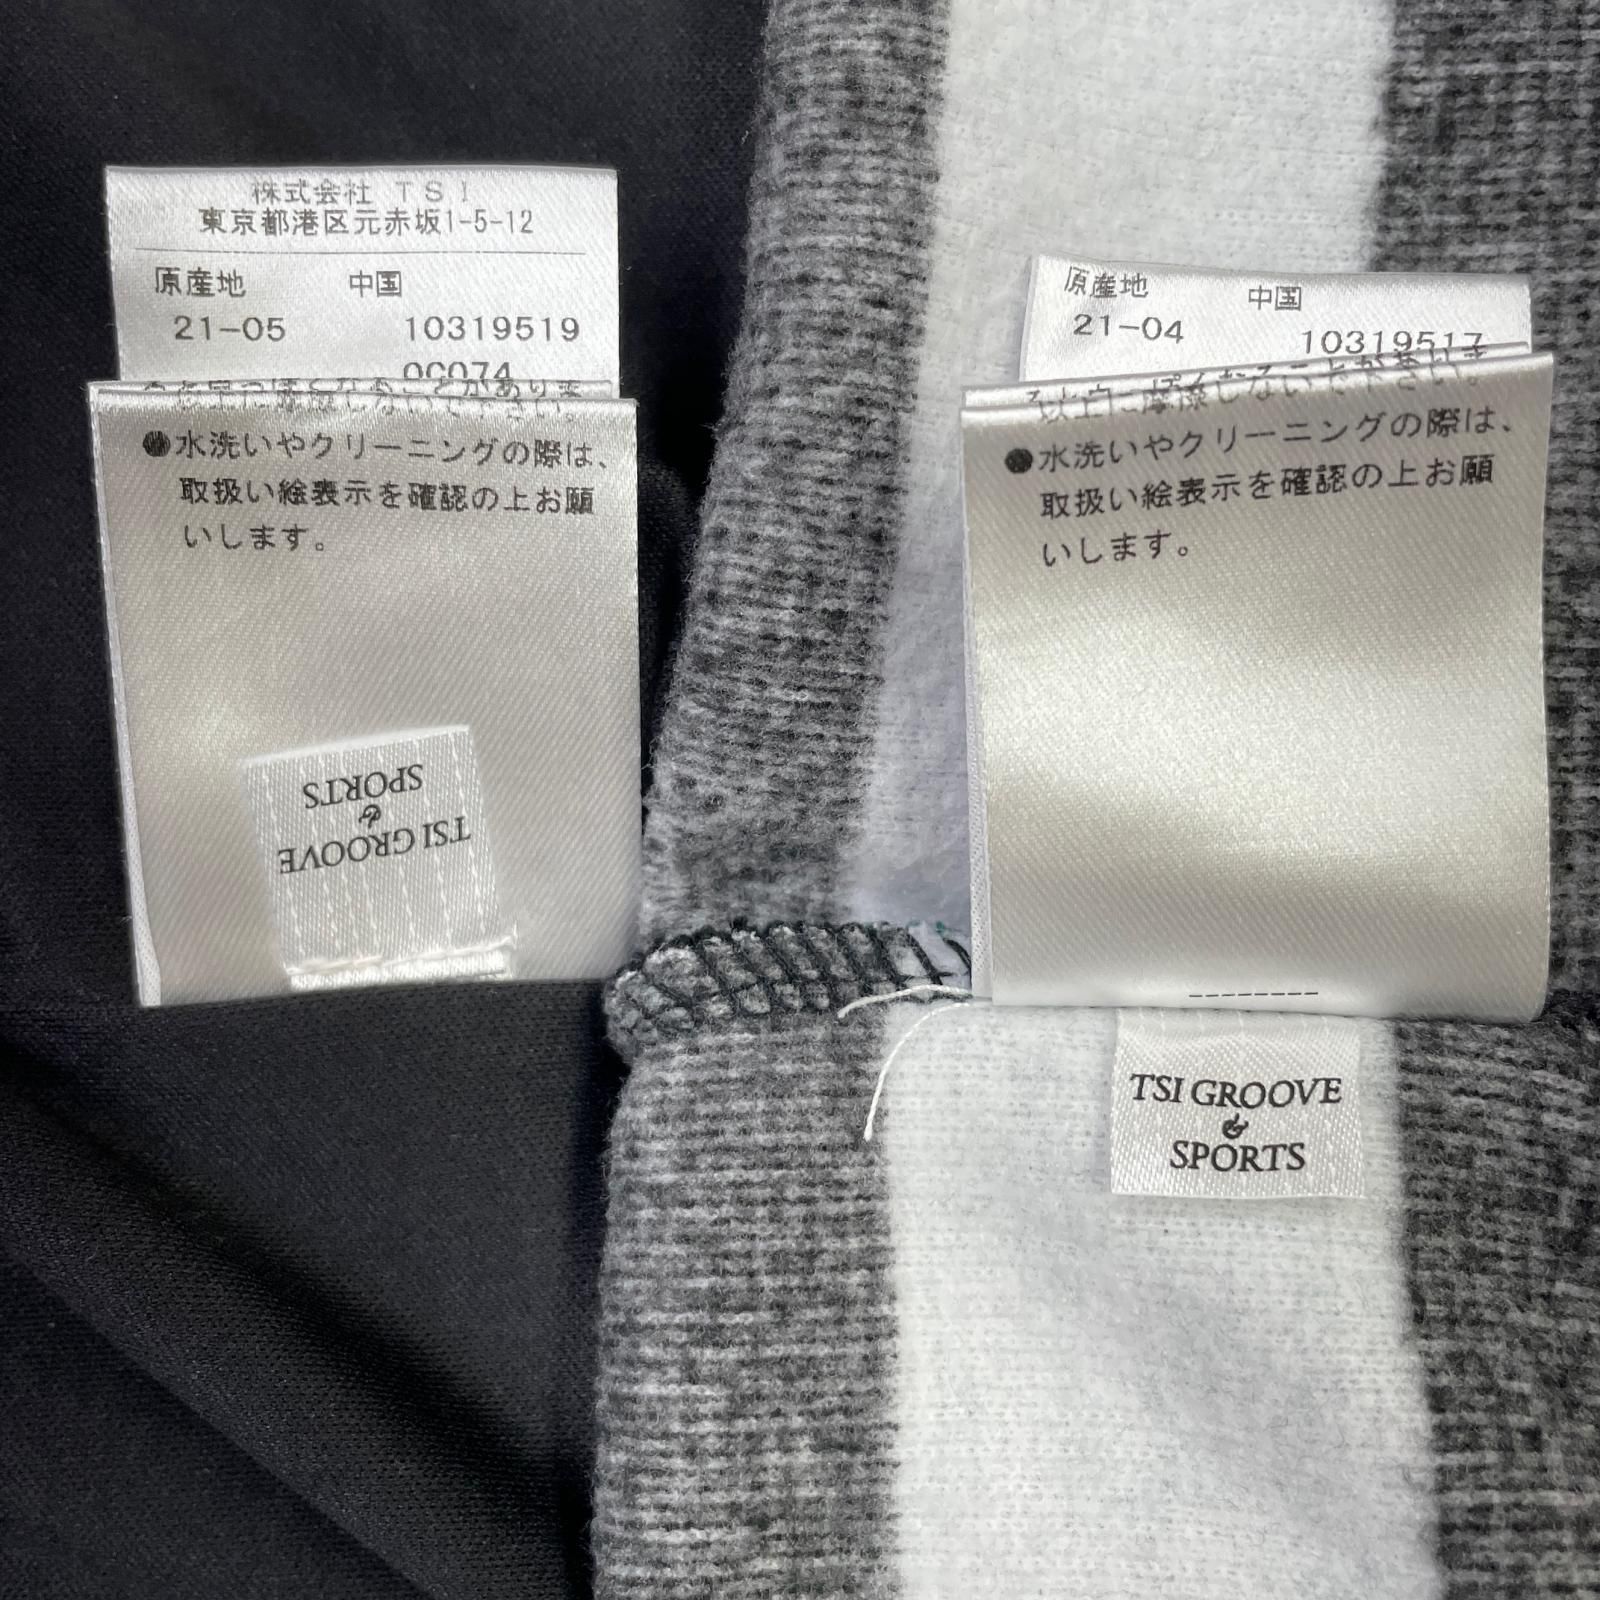 株式会社 TSI
東京都港区元赤坂1-5-12
原産地 中国
21-05 10319519
0C074
●水洗いやクリーニングの際は、
取扱い絵表示を確認の上お願
いします。
TSI GROOVE
&
SPORTS
原産地 中国
21-04 10319517
●水洗いやクリーニングの際は、
取扱い絵表示を確認の上お願
いします。
TSI GROOVE
&
SPORTS